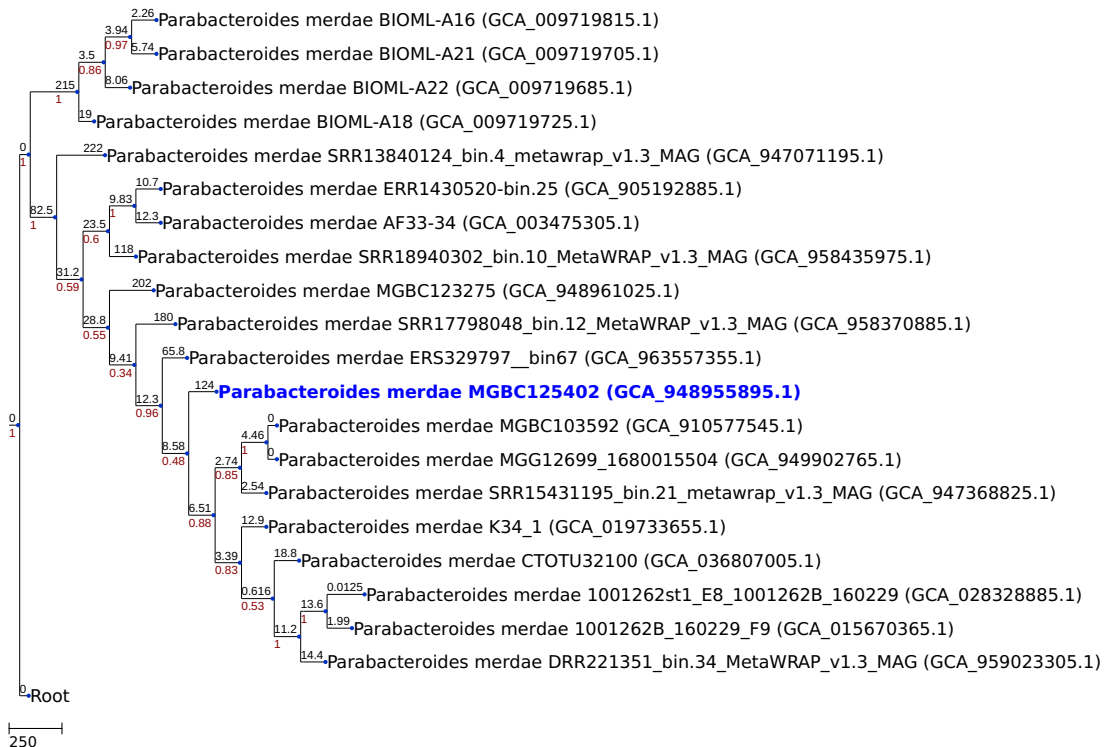 2.26
Parabacteroides merdae BIOML-A16 (GCA_009719815.1)
3.94
0.97
5.74
Parabacteroides merdae BIOML-A21 (GCA_009719705.1)
3.5
0.86
8.06
Parabacteroides merdae BIOML-A22 (GCA_009719685.1)
215
1
19
Parabacteroides merdae BIOML-A18 (GCA_009719725.1)
0
1
222
Parabacteroides merdae SRR13840124_bin.4_metawrap_v1.3_MAG (GCA_947071195.1)
10.7
Parabacteroides merdae ERR1430520-bin.25 (GCA_905192885.1)
9.83
1
82.5
1
12.3
Parabacteroides merdae AF33-34 (GCA_003475305.1)
23.5
0.6
118
Parabacteroides merdae SRR18940302_bin.10_MetaWRAP_v1.3_MAG (GCA_958435975.1)
31.2
0.59
202
Parabacteroides merdae MGBC123275 (GCA_948961025.1)
28.8
0.55
180
Parabacteroides merdae SRR17798048_bin.12_MetaWRAP_v1.3_MAG (GCA_958370885.1)
9.41
0.34
65.8
Parabacteroides merdae ERS329797__bin67 (GCA_963557355.1)
124
Parabacteroides merdae MGBC125402 (GCA_948955895.1)
12.3
0.96
0
1
0
Parabacteroides merdae MGBC103592 (GCA_910577545.1)
4.46
1
8.58
0.48
0
Parabacteroides merdae MGG12699_1680015504 (GCA_949902765.1)
2.74
0.85
2.54
Parabacteroides merdae SRR15431195_bin.21_metawrap_v1.3_MAG (GCA_947368825.1)
6.51
0.88
12.9
Parabacteroides merdae K34_1 (GCA_019733655.1)
3.39
0.83
18.8
Parabacteroides merdae CTOTU32100 (GCA_036807005.1)
0.616
0.53
0.0125
Parabacteroides merdae 1001262st1_E8_1001262B_160229 (GCA_028328885.1)
13.6
1
1.99
Parabacteroides merdae 1001262B_160229_F9 (GCA_015670365.1)
11.2
1
14.4
Parabacteroides merdae DRR221351_bin.34_MetaWRAP_v1.3_MAG (GCA_959023305.1)
0
Root
250